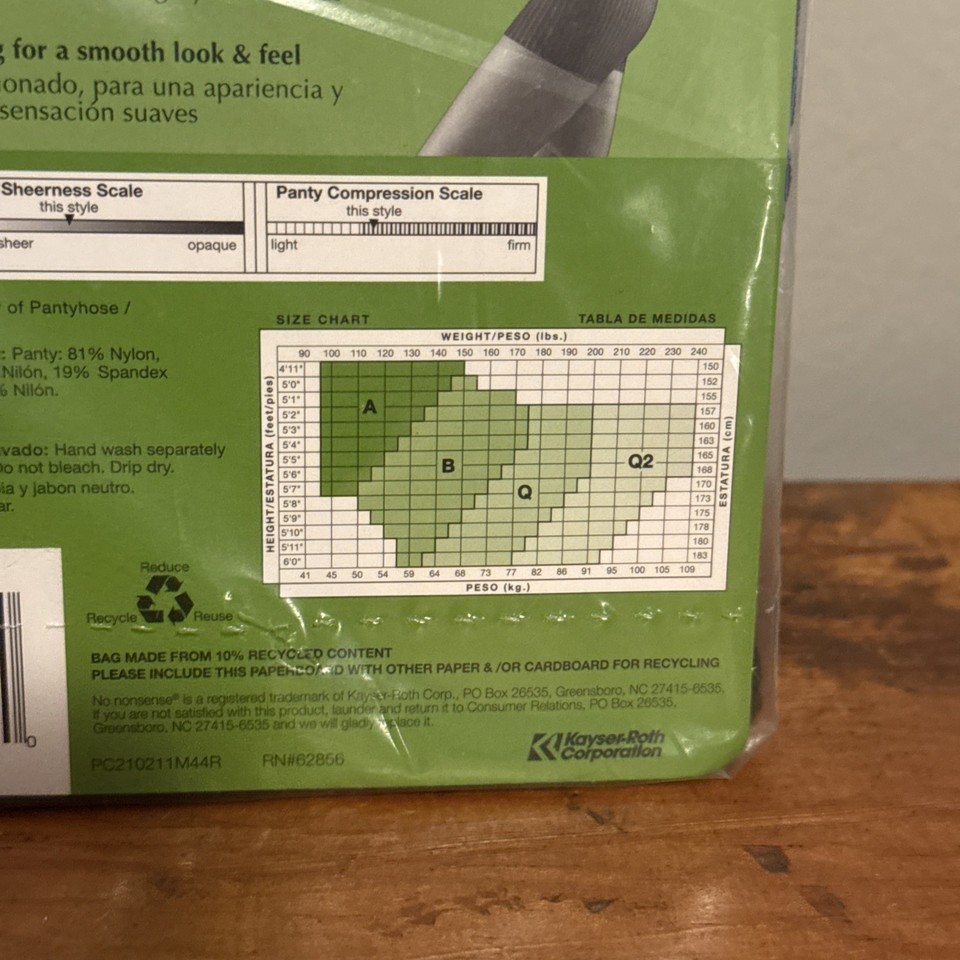 for a smooth look & feel
onado, para una apariencia y
sensación suaves
Sheerness Scale
this style
sheer opaque
Panty Compression Scale
this style
light firm
of Pantyhose /
: Panty: 81% Nylon,
Nilón, 19% Spandex
% Nilón.
vado: Hand wash separately
Do not bleach. Drip dry.
ia y jabon neutro.
ar.
SIZE CHART TABLA DE MEDIDAS
WEIGHT/PESO (lbs.)
90 100 110 120 130 140 150 160 170 180 190 200 210 220 230 240
HEIGHT/ESTATURA (feet/pies)
4'11" 150
5'0" 152
5'1" 155
5'2" 157
5'3" 160
5'4" 163
5'5" 165
5'6" 168
5'7" 170
5'8" 173
5'9" 175
5'10" 178
5'11" 180
6'0" 183
A
B
Q
Q2
ESTATURA (cm)
41 45 50 54 59 64 68 73 77 82 86 91 95 100 105 109
PESO (kg.)
Reduce
Recycle Reuse
BAG MADE FROM 10% RECYCLED CONTENT
PLEASE INCLUDE THIS PAPERBOARD WITH OTHER PAPER & /OR CARDBOARD FOR RECYCLING
No nonsense® is a registered trademark of Kayser-Roth Corp., PO Box 26535, Greensboro, NC 27415-6535.
If you are not satisfied with this product, launder and return it to Consumer Relations, PO Box 26535,
Greensboro, NC 27415-6535 and we will gladly replace it.
PC210211M44R RN#62856
Kayser-Roth
Corporation
0